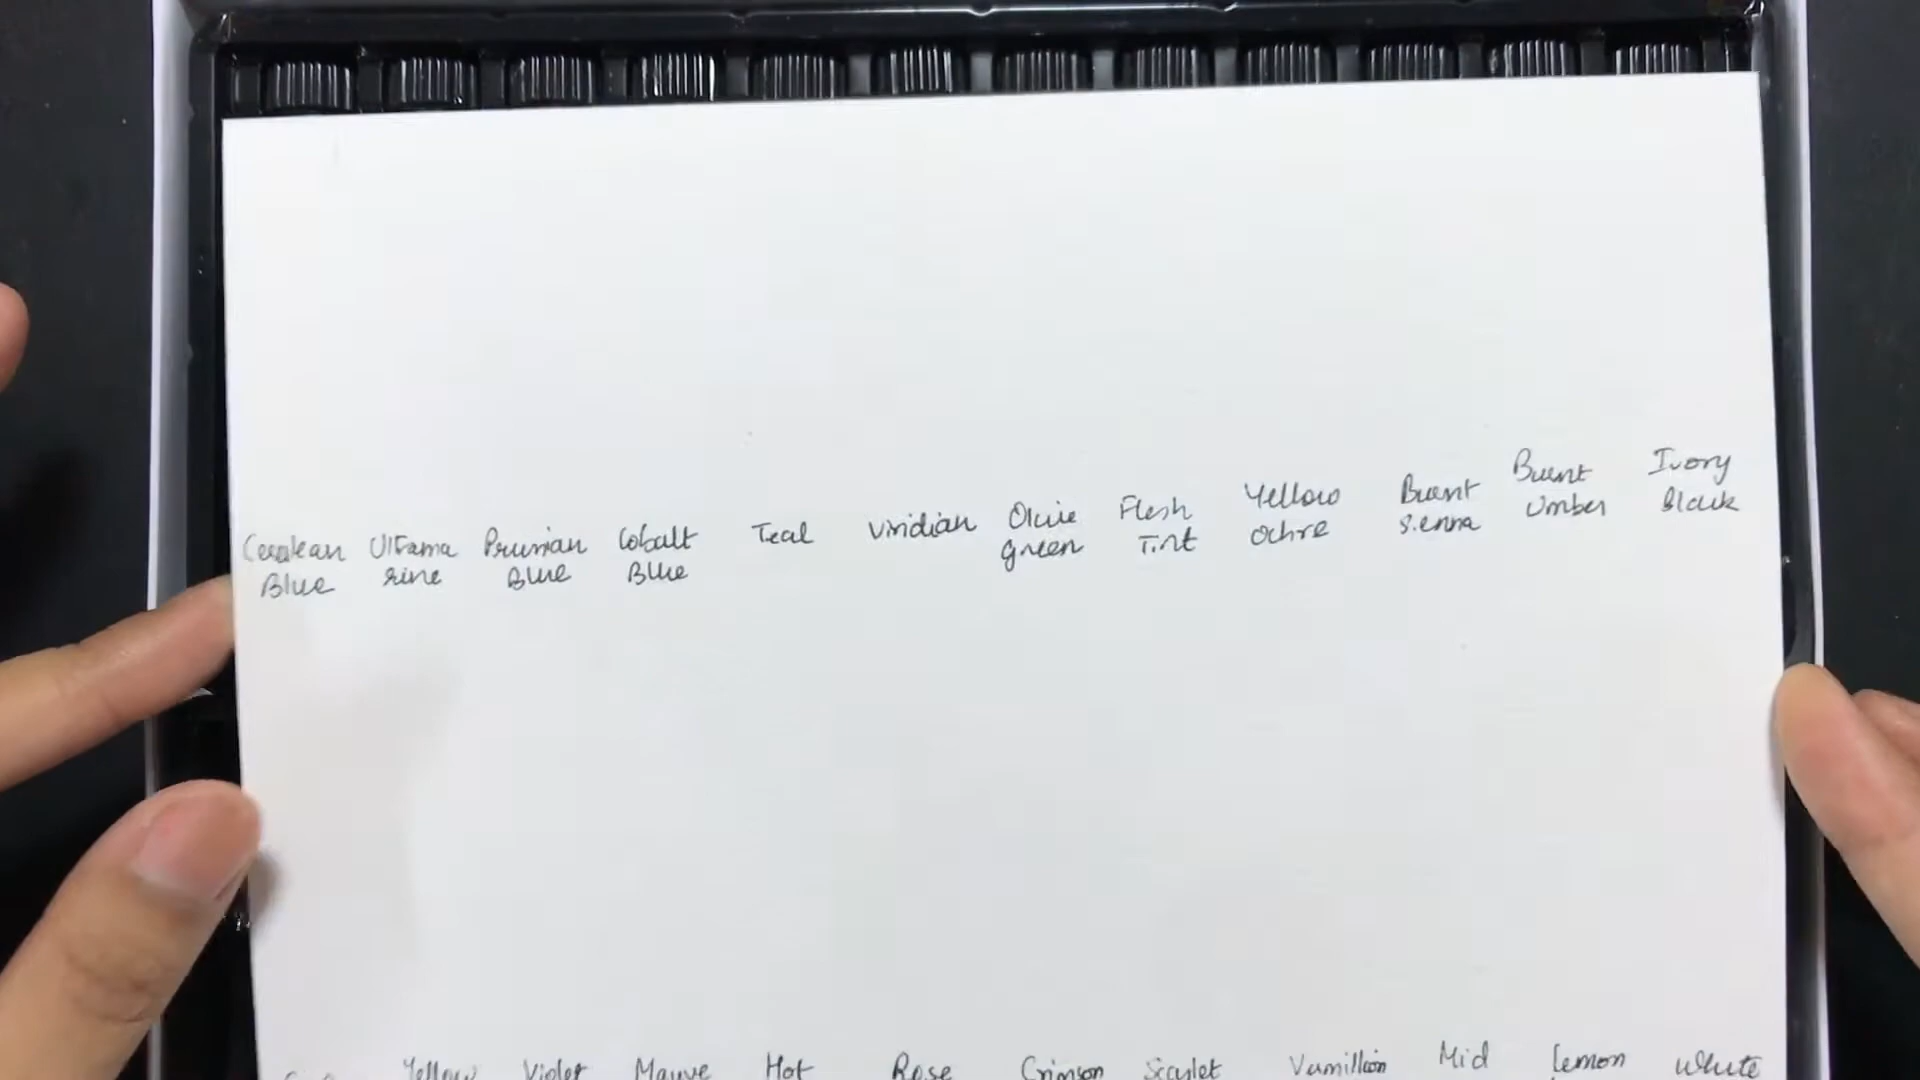 Cerulean Blue
Ultama rine
Prussian Blue
Cobalt Blue
Teal
Viridian
Olive green
Flesh Tint
Yellow ochre
Burnt sienna
Burnt Umber
Ivory Black
Yellow
Violet
Mauve
Hot
Rose
Crimson
Scarlet
Vermillion
Mid
Lemon
White